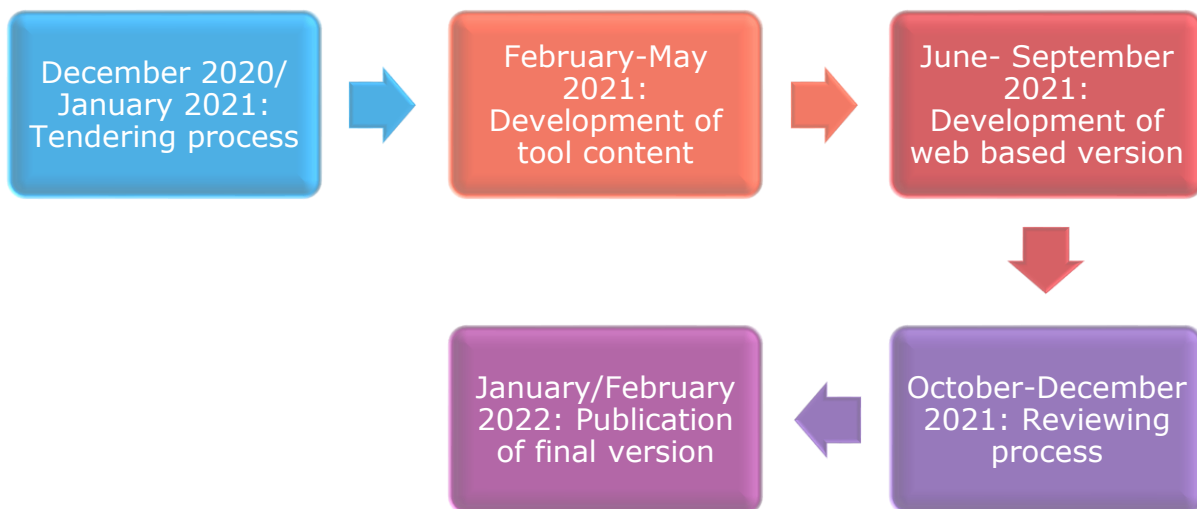 December 2020/
January 2021:
Tendering process
February-May
2021:
Development of
tool content
June- September
2021:
Development of
web based version
October-December
2021: Reviewing
process
January/February
2022: Publication
of final version